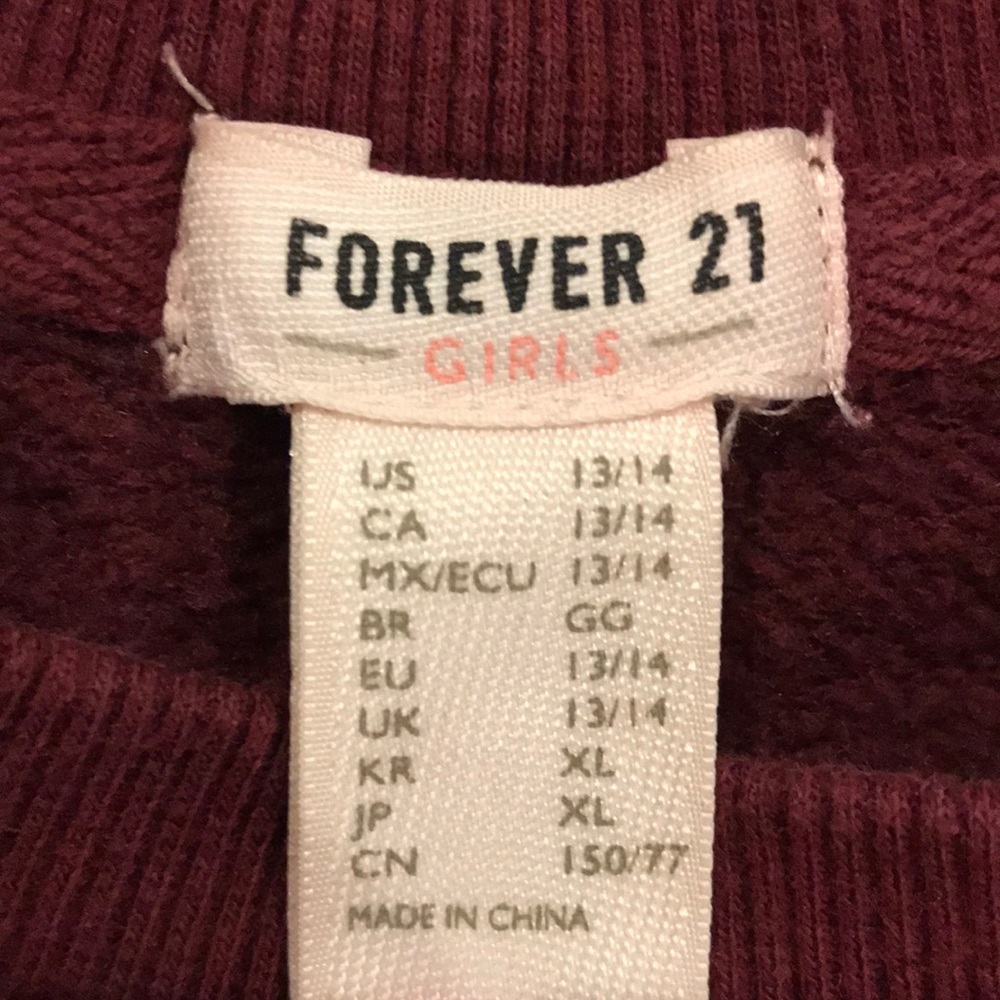 FOREVER 21
GIRLS
US 13/14
CA 13/14
MX/ECU 13/14
BR GG
EU 13/14
UK 13/14
KR XL
JP XL
CN 150/77
MADE IN CHINA